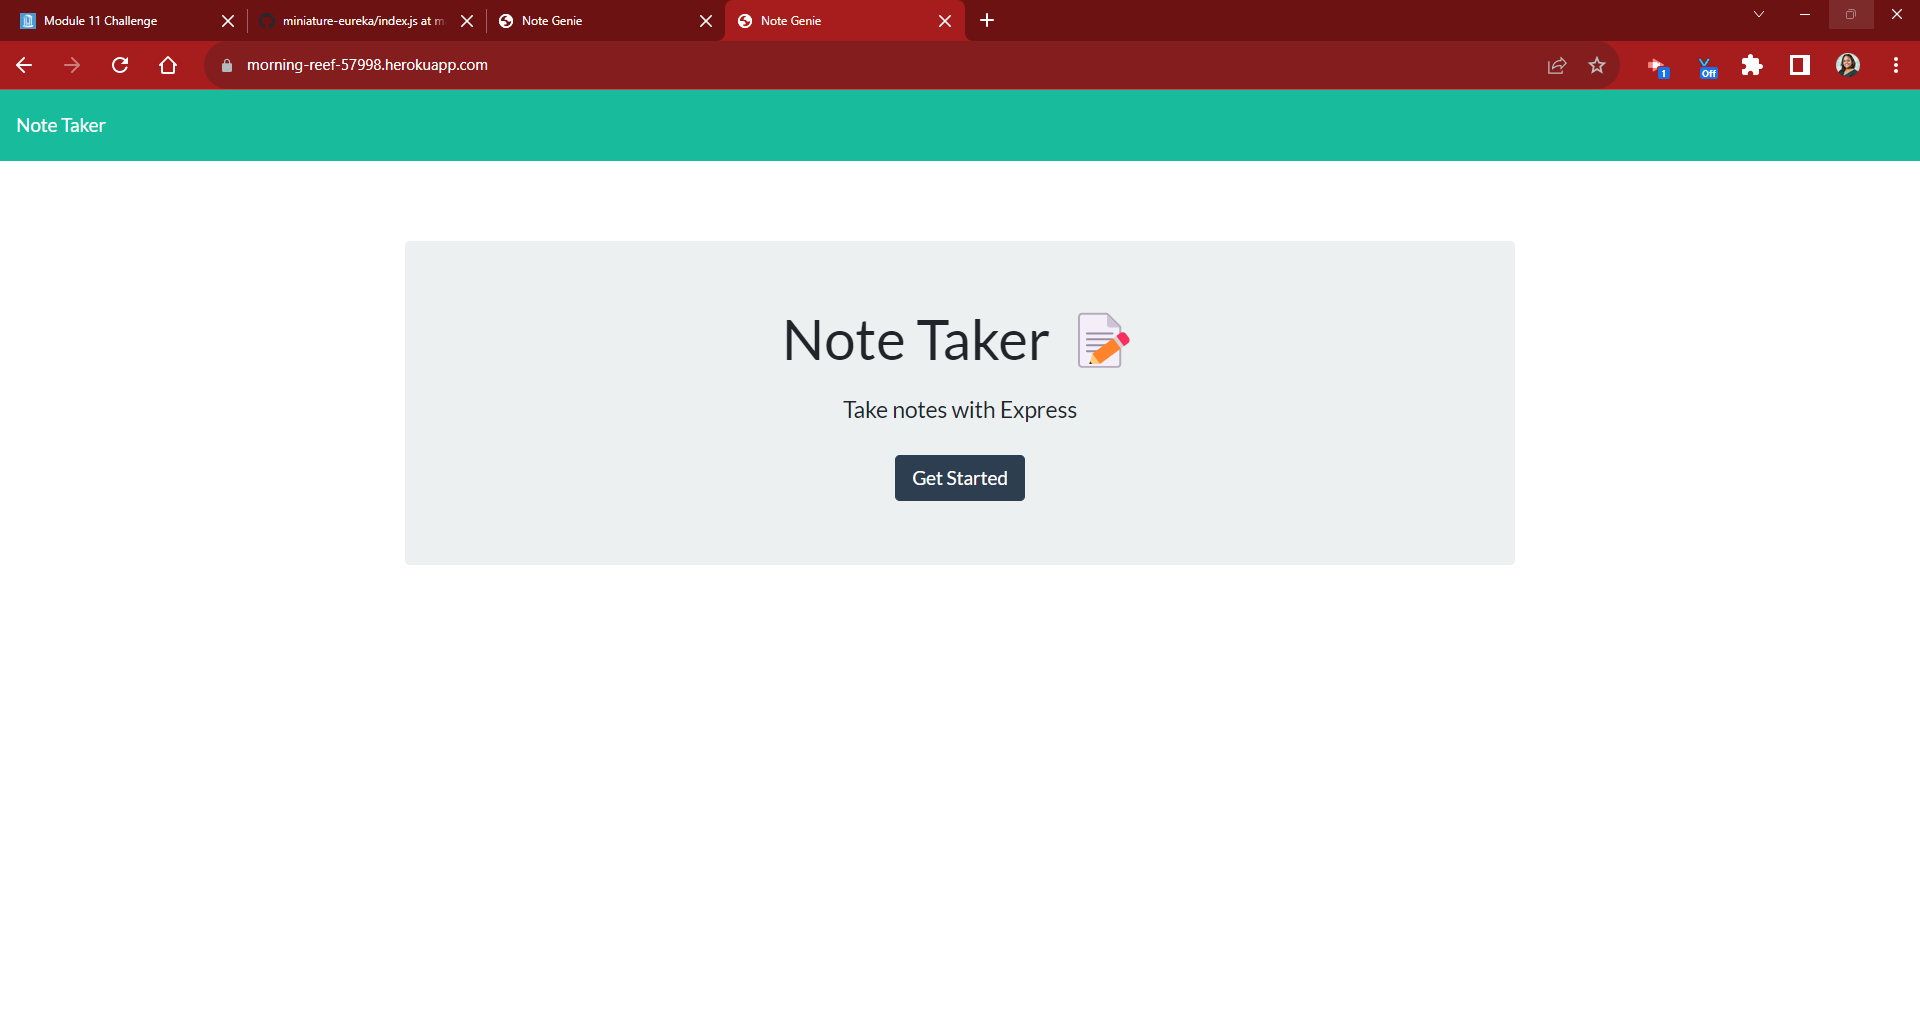 Module 11 Challenge
miniature-eureka/index.js at m
Note Genie
Note Genie
morning-reef-57998.herokuapp.com
1
Off
Note Taker
Note Taker
Take notes with Express
Get Started